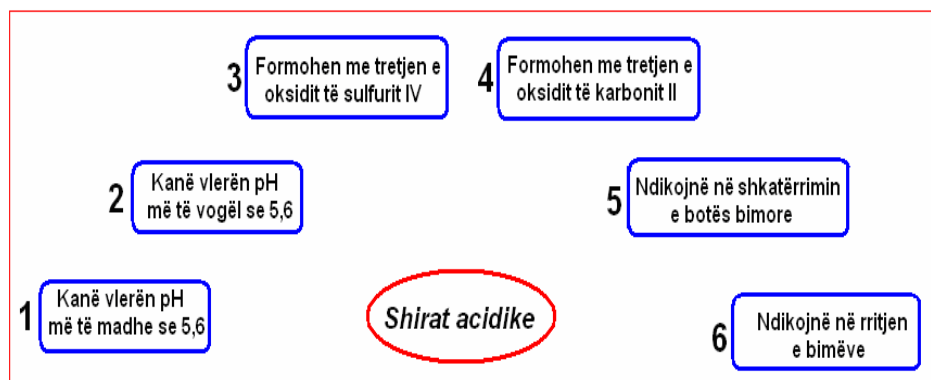 3
Formohen me tretjen e
oksidit të sulfurit IV
4
Formohen me tretjen e
oksidit të karbonit II
2
Kanë vlerën pH
më të vogël se 5,6
5
Ndikojnë në shkatërrimin
e botës bimore
1
Kanë vlerën pH
më të madhe se 5,6
Shirat acidike
6
Ndikojnë në rritjen
e bimëve